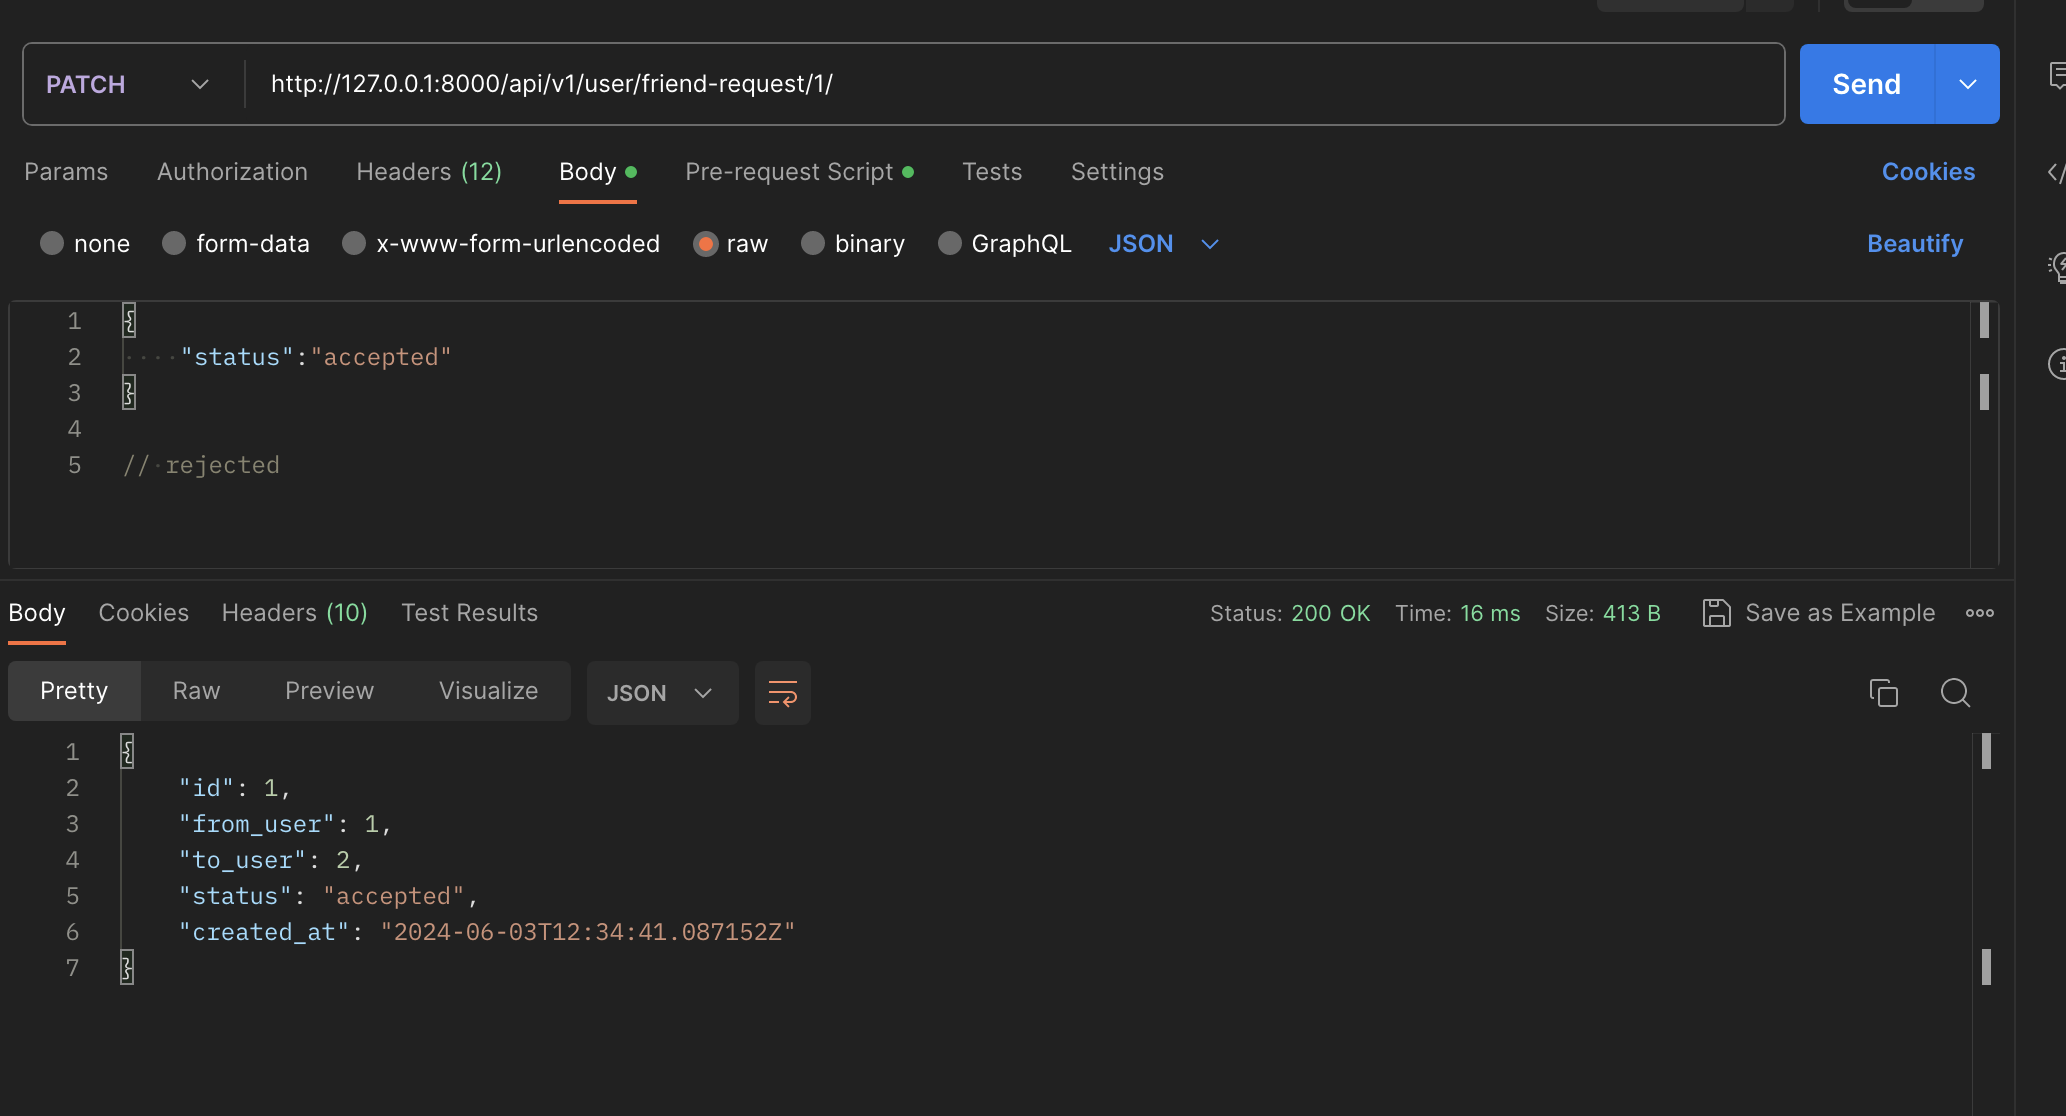 PATCH http://127.0.0.1:8000/api/v1/user/friend-request/1/ Send
Params Authorization Headers (12) Body Pre-request Script Tests Settings Cookies
none form-data x-www-form-urlencoded raw binary GraphQL JSON Beautify
1 {
2 "status":"accepted"
3 }
4
5 // rejected
Body Cookies Headers (10) Test Results Status: 200 OK Time: 16 ms Size: 413 B Save as Example
Pretty Raw Preview Visualize JSON
1 {
2 "id": 1,
3 "from_user": 1,
4 "to_user": 2,
5 "status": "accepted",
6 "created_at": "2024-06-03T12:34:41.087152Z"
7 }